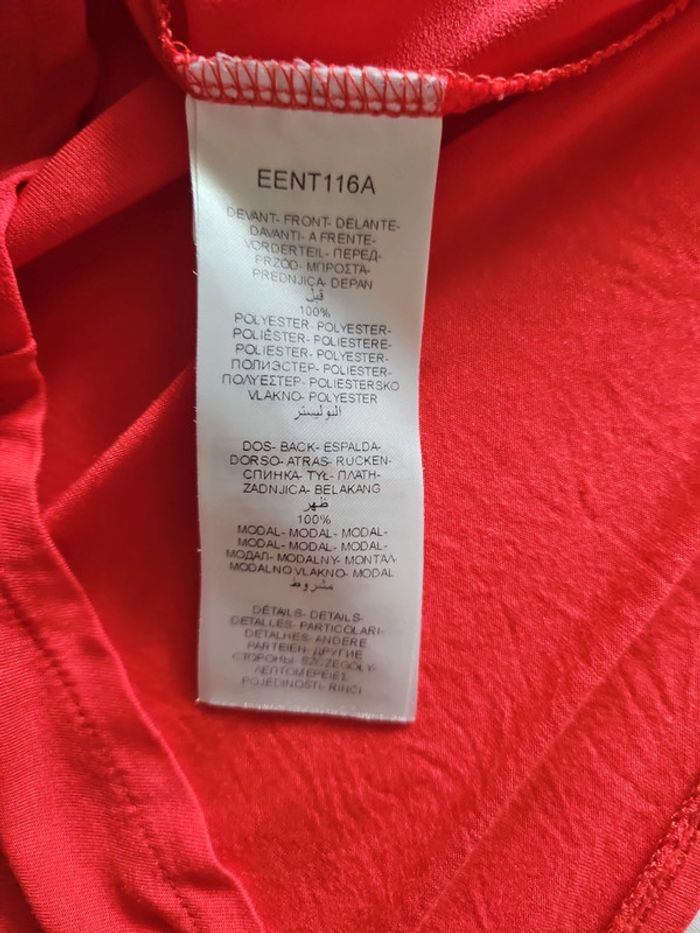 EENT116A
DEVANT- FRONT- DELANTE-
DAVANTI- A FRENTE-
VORDERTEIL- ПЕРЕД-
PRZÓD- ΜΠΡΟΣΤΑ-
PREDNJICA- DEPAN
قبل
100%
POLYESTER- POLYESTER-
POLIÉSTER- POLIESTERE-
POLIESTER- POLYESTER-
ПОЛИЭСТЕР- POLIESTER-
ΠΟΛΥΕΣΤΕΡ- POLIESTERSKO
VLAKNO- POLYESTER
البوليستر
DOS- BACK- ESPALDA-
DORSO- ATRAS- RÜCKEN-
СПИНКА- TYŁ- ΠΛΑΤΗ-
ZADNJICA- BELAKANG
ظهر
100%
MODAL- MODAL- MODAL-
MODAL- MODAL- MODAL-
МОДАЛ- MODALNY- ΜΟΝΤΑΛ-
MODALNO VLAKNO- MODAL
مشروط
DÉTAILS- DETAILS-
DETALLES- PARTICOLARI-
DETALHES- ANDERE
PARTEIEN- ДРУГИЕ
СТОРОНЫ- SZCZEGÓŁY-
ΛΕΠΤΟΜΕΡΕΙΕΣ
POJEDINOSTI- RINCI